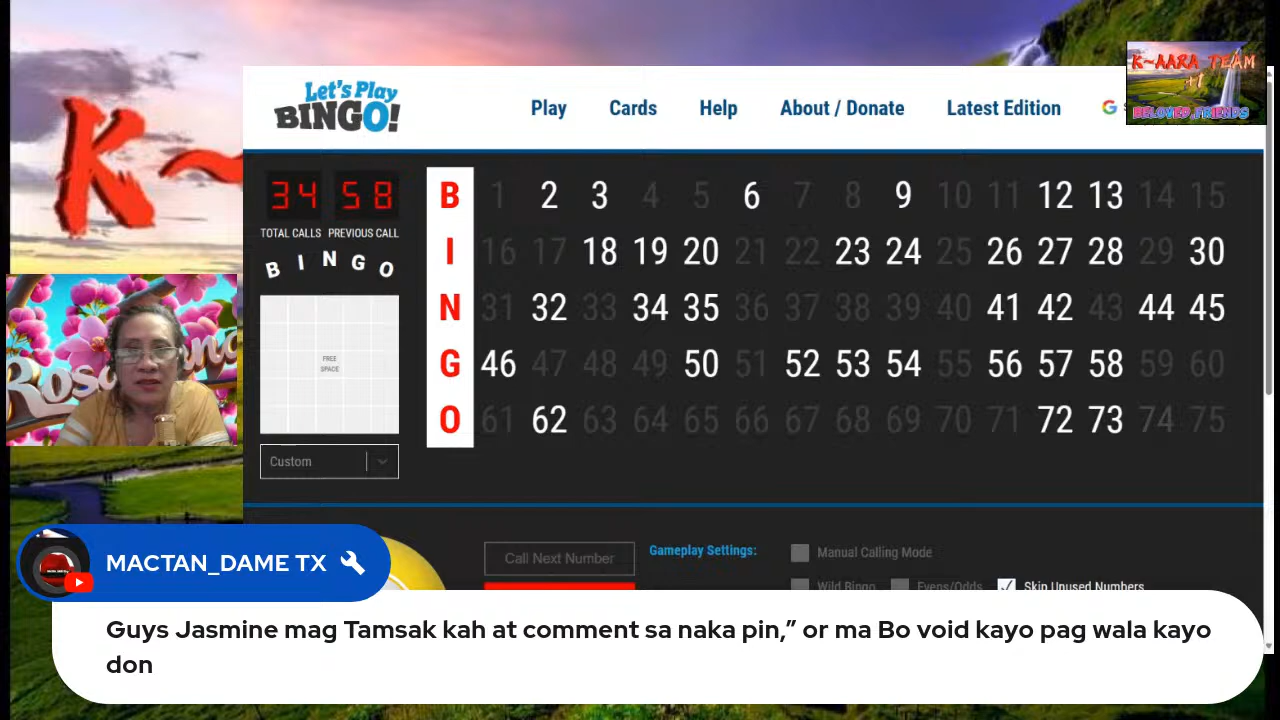 K~
K~AARA TEAM
+1
BELOVED FRIENDS
Let's Play
BINGO!
Play
Cards
Help
About / Donate
Latest Edition
G
34 58
TOTAL CALLS PREVIOUS CALL
B I N G O
FREE
SPACE
Custom
B 1 2 3 4 5 6 7 8 9 10 11 12 13 14 15
I 16 17 18 19 20 21 22 23 24 25 26 27 28 29 30
N 31 32 33 34 35 36 37 38 39 40 41 42 43 44 45
G 46 47 48 49 50 51 52 53 54 55 56 57 58 59 60
O 61 62 63 64 65 66 67 68 69 70 71 72 73 74 75
Call Next Number
Gameplay Settings:
Manual Calling Mode
Wild Bingo
Evens/Odds
Skip Unused Numbers
MACTAN_DAME TX
Guys Jasmine mag Tamsak kah at comment sa naka pin,” or ma Bo void kayo pag wala kayo
don